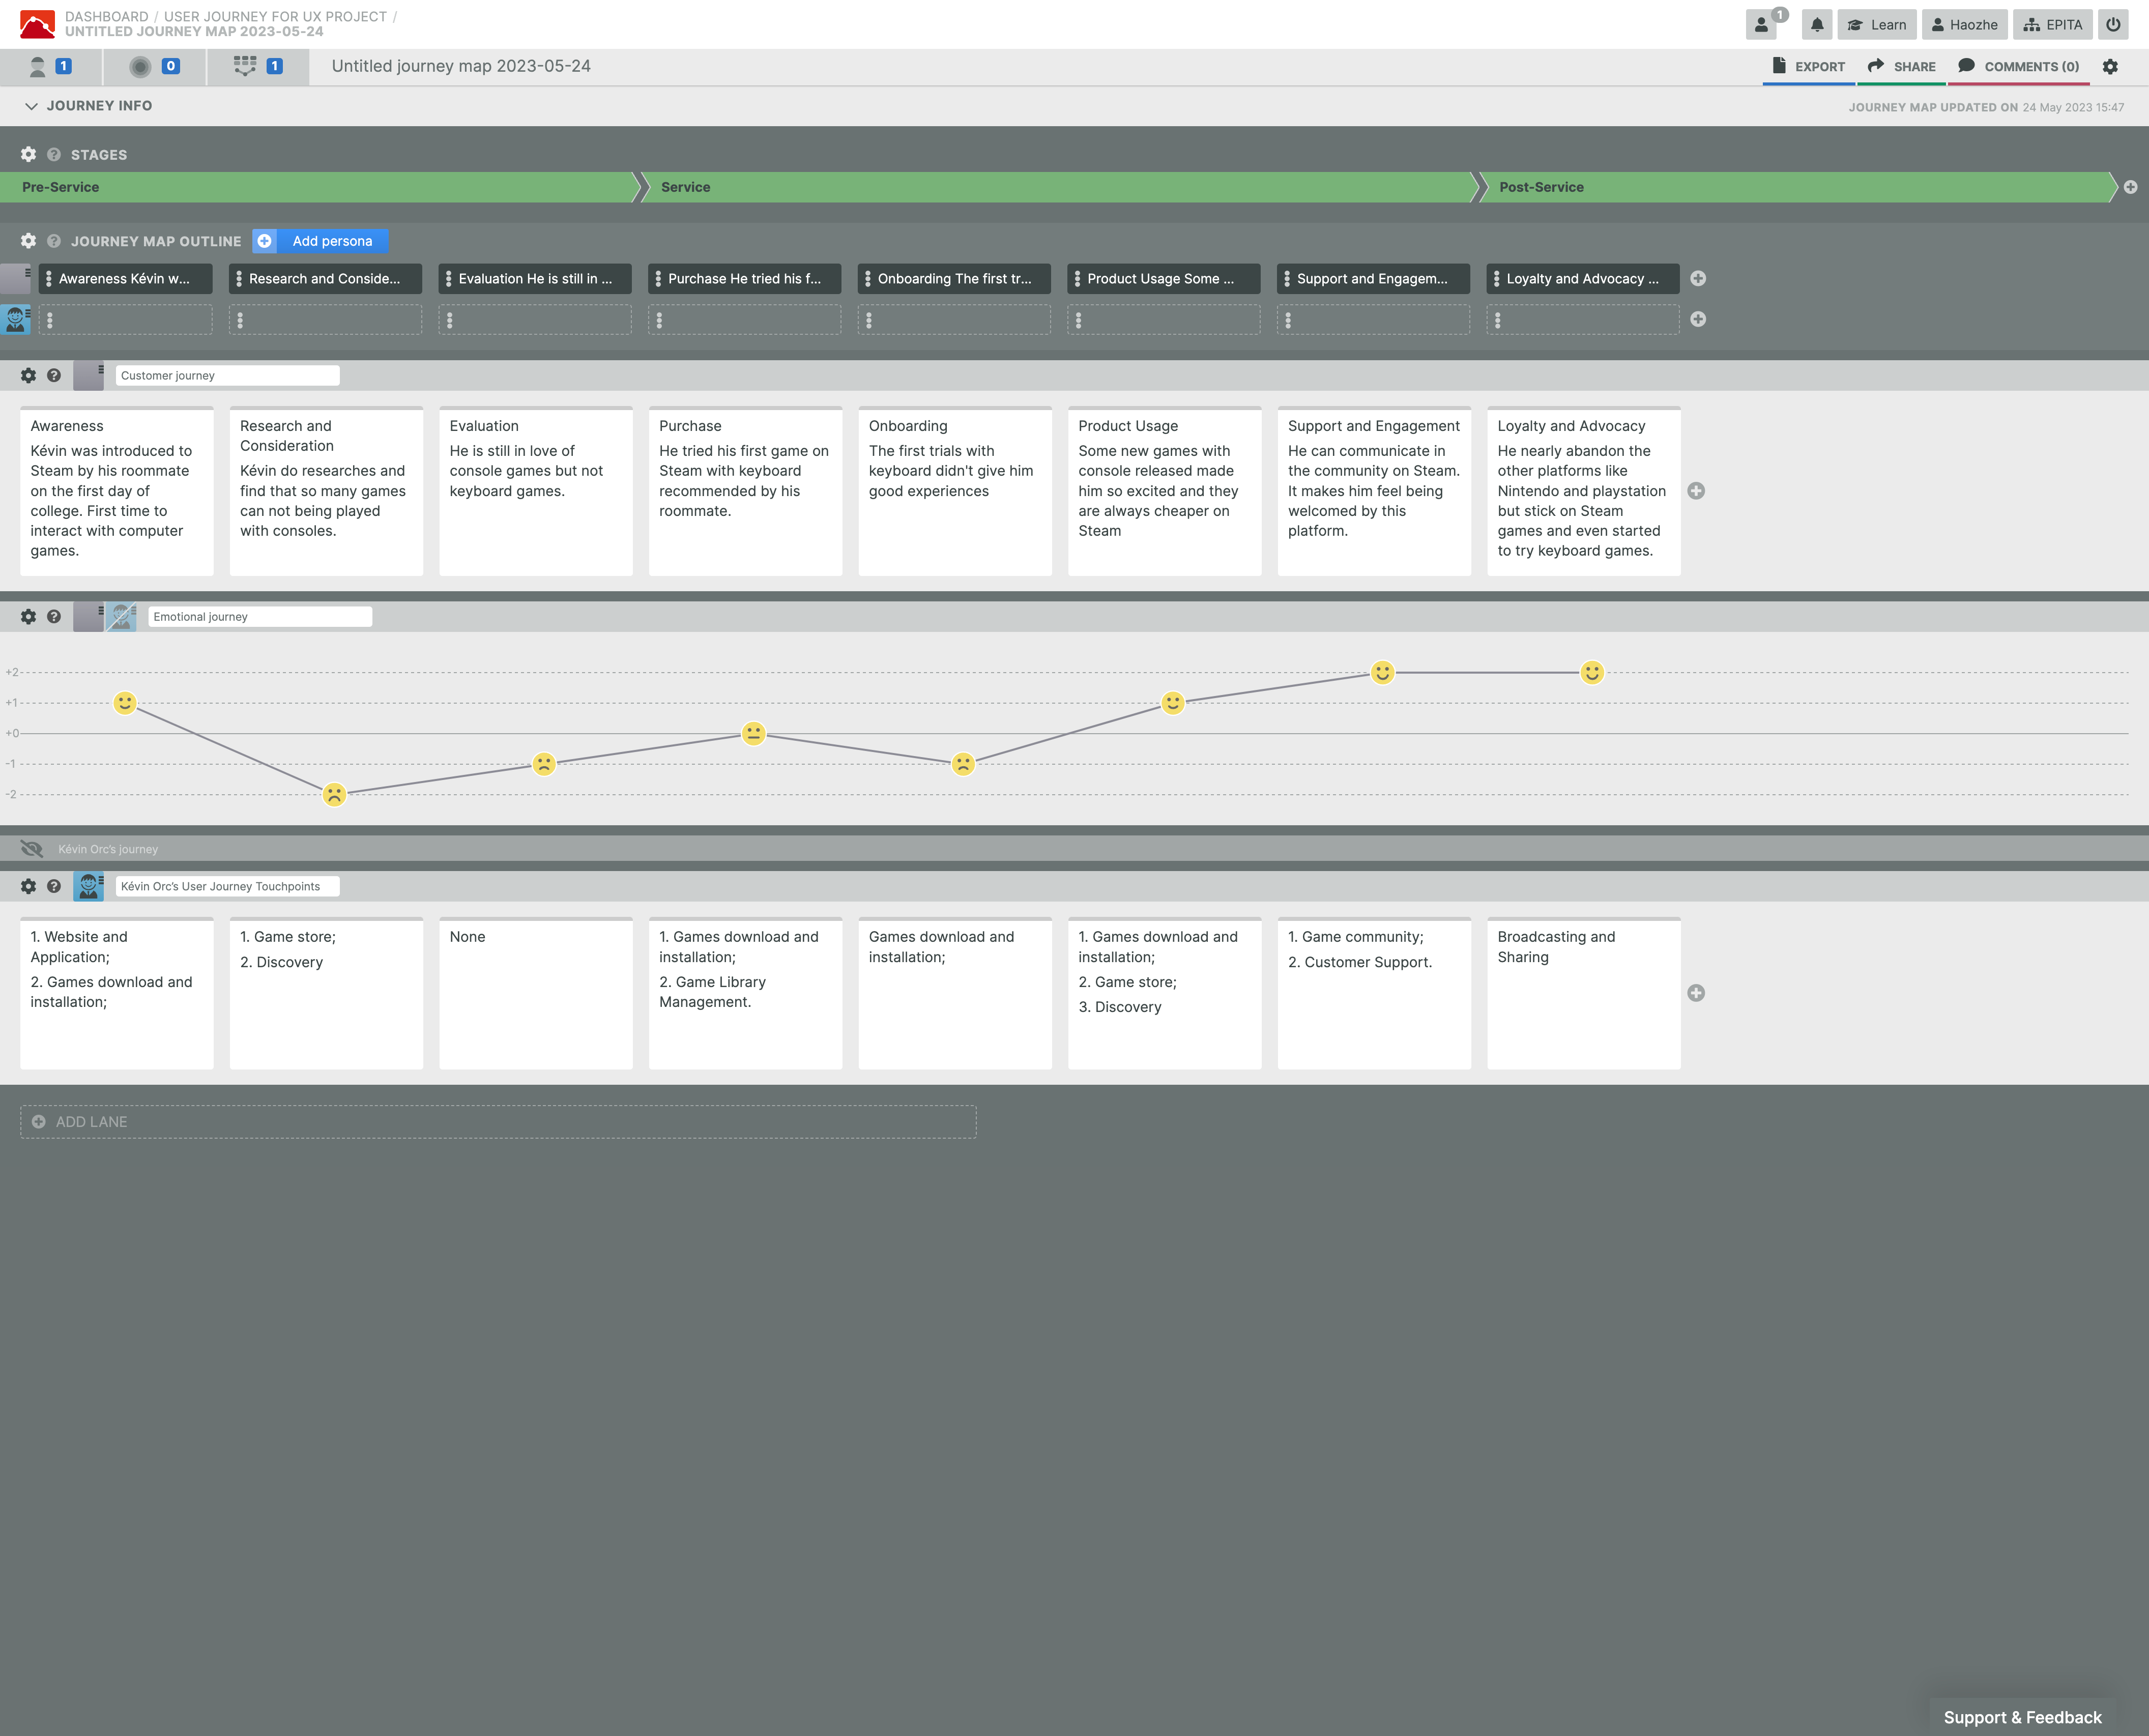 DASHBOARD / USER JOURNEY FOR UX PROJECT /
UNTITLED JOURNEY MAP 2023-05-24
1
Learn
Haozhe
EPITA
1
0
1
Untitled journey map 2023-05-24
EXPORT
SHARE
COMMENTS (0)
JOURNEY INFO
JOURNEY MAP UPDATED ON 24 May 2023 15:47
STAGES
Pre-Service
Service
Post-Service
JOURNEY MAP OUTLINE
Add persona
Awareness Kévin w...
Research and Conside...
Evaluation He is still in ...
Purchase He tried his f...
Onboarding The first tr...
Product Usage Some ...
Support and Engagem...
Loyalty and Advocacy ...
Customer journey
Awareness
Kévin was introduced to
Steam by his roommate
on the first day of
college. First time to
interact with computer
games.
Research and
Consideration
Kévin do researches and
find that so many games
can not being played
with consoles.
Evaluation
He is still in love of
console games but not
keyboard games.
Purchase
He tried his first game on
Steam with keyboard
recommended by his
roommate.
Onboarding
The first trials with
keyboard didn't give him
good experiences
Product Usage
Some new games with
console released made
him so excited and they
are always cheaper on
Steam
Support and Engagement
He can communicate in
the community on Steam.
It makes him feel being
welcomed by this
platform.
Loyalty and Advocacy
He nearly abandon the
other platforms like
Nintendo and playstation
but stick on Steam
games and even started
to try keyboard games.
Emotional journey
+2
+1
+0
-1
-2
Kévin Orc's journey
Kévin Orc's User Journey Touchpoints
1. Website and
Application;
2. Games download and
installation;
1. Game store;
2. Discovery
None
1. Games download and
installation;
2. Game Library
Management.
Games download and
installation;
1. Games download and
installation;
2. Game store;
3. Discovery
1. Game community;
2. Customer Support.
Broadcasting and
Sharing
ADD LANE
Support & Feedback